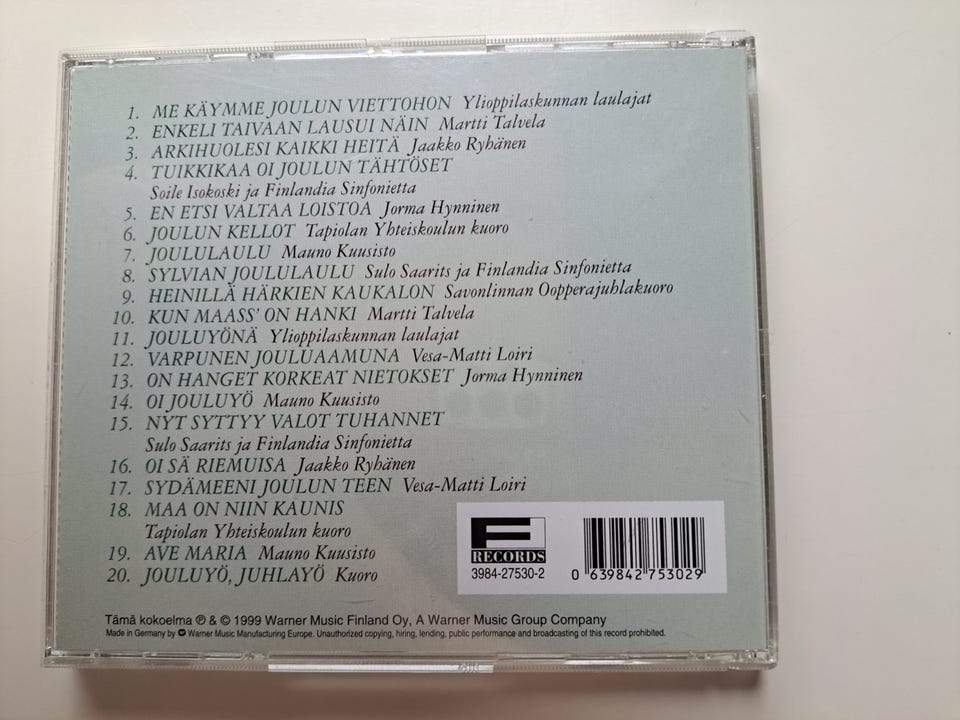 1. ME KÄYMME JOULUN VIETTOHON Ylioppilaskunnan laulajat
2. ENKELI TAIVAAN LAUSUI NÄIN Martti Talvela
3. ARKIHUOLESI KAIKKI HEITÄ Jaakko Ryhänen
4. TUIKKIKAA OI JOULUN TÄHTÖSET
Soile Isokoski ja Finlandia Sinfonietta
5. EN ETSI VALTAA LOISTOA Jorma Hynninen
6. JOULUN KELLOT Tapiolan Yhteiskoulun kuoro
7. JOULULAULU Mauno Kuusisto
8. SYLVIAN JOULULAULU Sulo Saarits ja Finlandia Sinfonietta
9. HEINILLÄ HÄRKIEN KAUKALON Savonlinnan Oopperajuhlakuoro
10. KUN MAASS' ON HANKI Martti Talvela
11. JOULUYÖNÄ Ylioppilaskunnan laulajat
12. VARPUNEN JOULUAAMUNA Vesa-Matti Loiri
13. ON HANGET KORKEAT NIETOKSET Jorma Hynninen
14. OI JOULUYÖ Mauno Kuusisto
15. NYT SYTTYY VALOT TUHANNET
Sulo Saarits ja Finlandia Sinfonietta
16. OI SÄ RIEMUISA Jaakko Ryhänen
17. SYDÄMEENI JOULUN TEEN Vesa-Matti Loiri
18. MAA ON NIIN KAUNIS
Tapiolan Yhteiskoulun kuoro
19. AVE MARIA Mauno Kuusisto
20. JOULUYÖ, JUHLAYÖ Kuoro
F
RECORDS
3984-27530-2
0 639842 753029
Tämä kokoelma ℗ & © 1999 Warner Music Finland Oy, A Warner Music Group Company
Made in Germany by Warner Music Manufacturing Europe. Unauthorized copying, hiring, lending, public performance and broadcasting of this record prohibited.